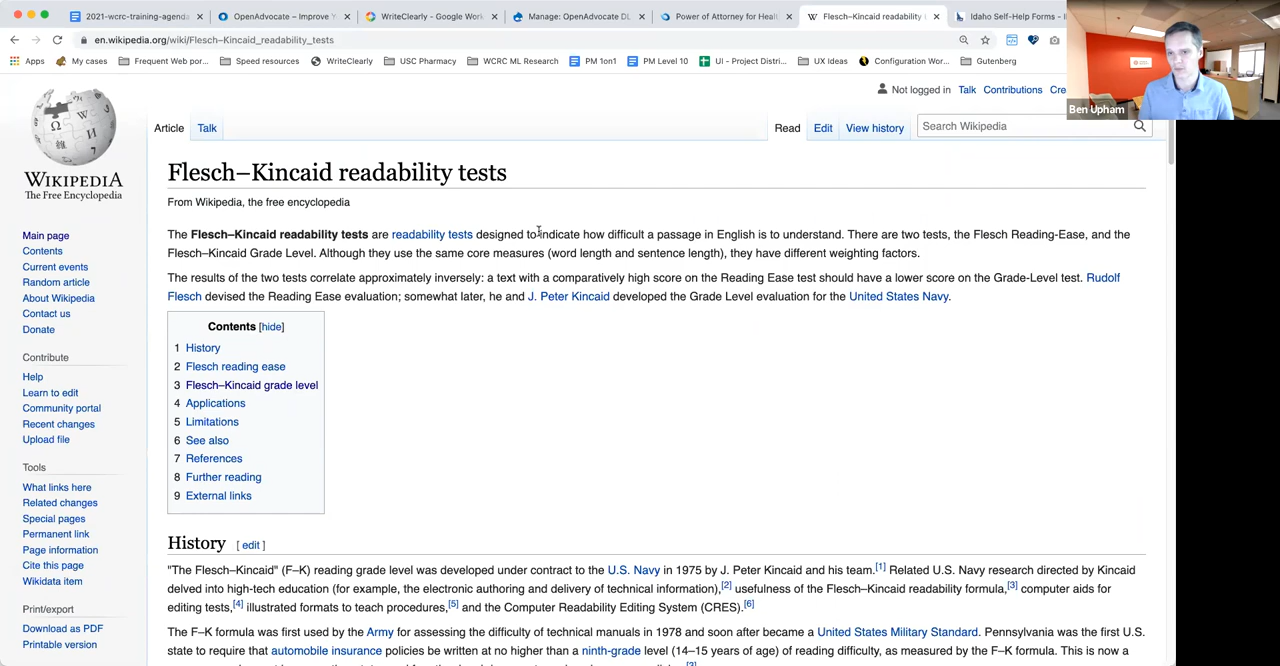 2021-wcrc-training-agenda
OpenAdvocate – Improve
WriteClearly - Google Wor
Manage: OpenAdvocate DL
Power of Attorney for Heal
Flesch–Kincaid readability
Idaho Self-Help Forms -
en.wikipedia.org/wiki/Flesch–Kincaid_readability_tests
Apps My cases Frequent Web por... Speed resources WriteClearly USC Pharmacy WCRC ML Research PM 1on1 PM Level 10 UI - Project Distri... UX Ideas Configuration Wor... Gutenberg
Ben Upham
Not logged in Talk Contributions Cre
Article Talk Read Edit View history Search Wikipedia
WIKIPEDIA
The Free Encyclopedia
Main page
Contents
Current events
Random article
About Wikipedia
Contact us
Donate
Contribute
Help
Learn to edit
Community portal
Recent changes
Upload file
Tools
What links here
Related changes
Special pages
Permanent link
Page information
Cite this page
Wikidata item
Print/export
Download as PDF
Printable version
Flesch–Kincaid readability tests
From Wikipedia, the free encyclopedia
The Flesch–Kincaid readability tests are readability tests designed to indicate how difficult a passage in English is to understand. There are two tests, the Flesch Reading-Ease, and the
Flesch–Kincaid Grade Level. Although they use the same core measures (word length and sentence length), they have different weighting factors.
The results of the two tests correlate approximately inversely: a text with a comparatively high score on the Reading Ease test should have a lower score on the Grade-Level test. Rudolf
Flesch devised the Reading Ease evaluation; somewhat later, he and J. Peter Kincaid developed the Grade Level evaluation for the United States Navy.
Contents [hide]
1 History
2 Flesch reading ease
3 Flesch–Kincaid grade level
4 Applications
5 Limitations
6 See also
7 References
8 Further reading
9 External links
History [ edit ]
"The Flesch–Kincaid" (F–K) reading grade level was developed under contract to the U.S. Navy in 1975 by J. Peter Kincaid and his team.[1] Related U.S. Navy research directed by Kincaid
delved into high-tech education (for example, the electronic authoring and delivery of technical information),[2] usefulness of the Flesch–Kincaid readability formula,[3] computer aids for
editing tests,[4] illustrated formats to teach procedures,[5] and the Computer Readability Editing System (CRES).[6]
The F–K formula was first used by the Army for assessing the difficulty of technical manuals in 1978 and soon after became a United States Military Standard. Pennsylvania was the first U.S.
state to require that automobile insurance policies be written at no higher than a ninth-grade level (14–15 years of age) of reading difficulty, as measured by the F–K formula. This is now a